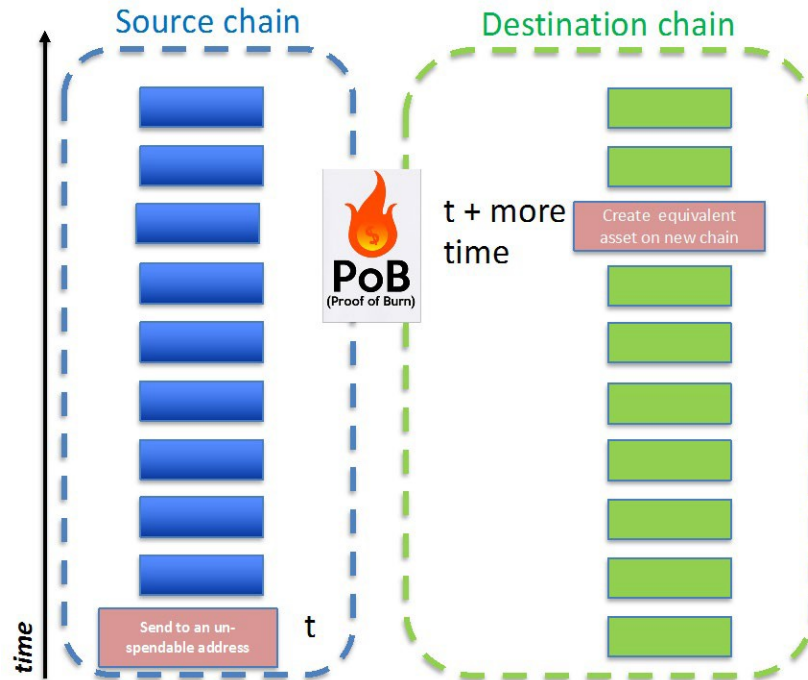 Source chain
Destination chain
t + more
time
Create equivalent
asset on new chain
$
PoB
(Proof of Burn)
Send to an un-
spendable address
t
time